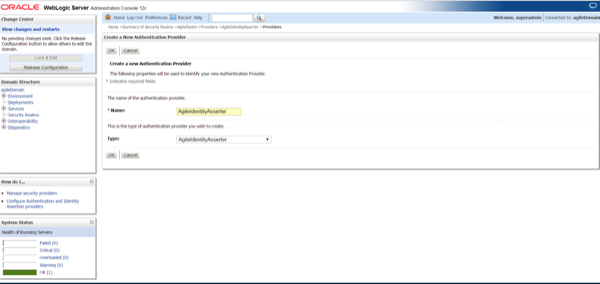 ORACLE WebLogic Server Administration Console 12c
Change Center
View changes and restarts
No pending changes exist. Click the Release
Configuration button to allow others to edit the
domain.
Lock & Edit
Release Configuration
Domain Structure
agileDomain
Environment
Deployments
Services
Security Realms
Interoperability
Diagnostics
How do I...
Manage security providers
Configure Authentication and Identity
Assertion providers
System Status
Health of Running Servers
Failed (0)
Critical (0)
Overloaded (0)
Warning (0)
OK (1)
Home Log Out Preferences Record Help
Welcome, superadmin Connected to: agileDomain
Home >Summary of Security Realms >AgileRealm >Providers >AgileIdentityAsserter >Providers
Create a New Authentication Provider
OK Cancel
Create a new Authentication Provider
The following properties will be used to identify your new Authentication Provider.
* Indicates required fields
The name of the authentication provider.
* Name: AgileIdentityAsserter
This is the type of authentication provider you wish to create.
Type: AgileIdentityAsserter
OK Cancel